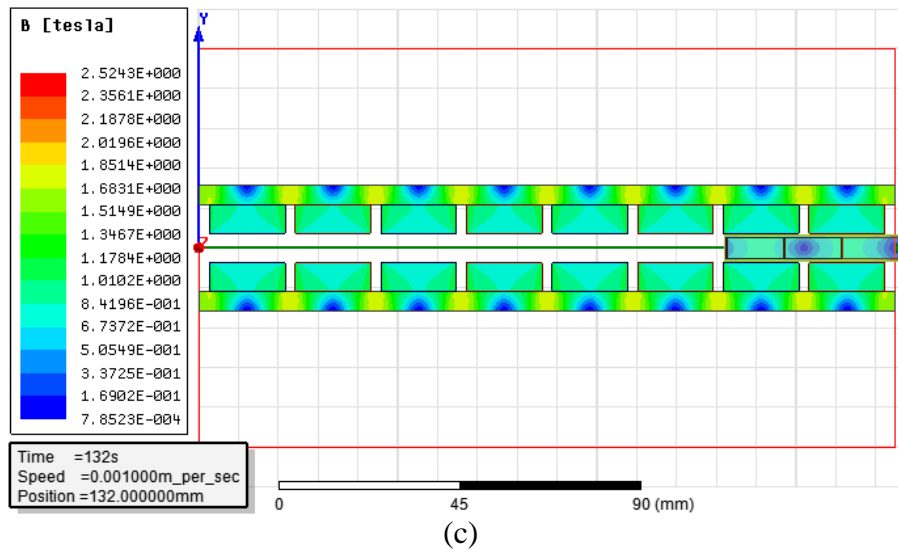 B [tesla]
Y
2.5243E+000
2.3561E+000
2.1878E+000
2.0196E+000
1.8514E+000
1.6831E+000
1.5149E+000
1.3467E+000
1.1784E+000
1.0102E+000
8.4196E-001
6.7372E-001
5.0549E-001
3.3725E-001
1.6902E-001
7.8523E-004
Z
Time =132s
Speed =0.001000m_per_sec
Position =132.000000mm
0 45 90 (mm)
(c)